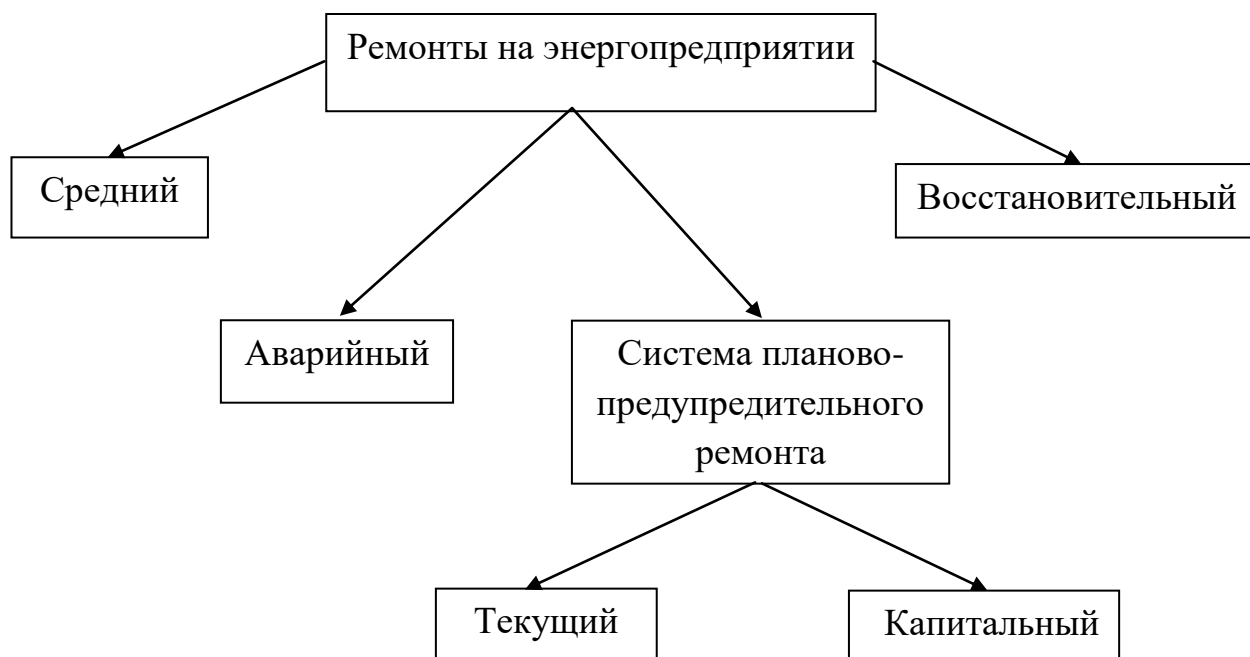 Ремонты на энергопредприятии
Средний
Восстановительный
Аварийный
Система планово-
предупредительного
ремонта
Текущий
Капитальный